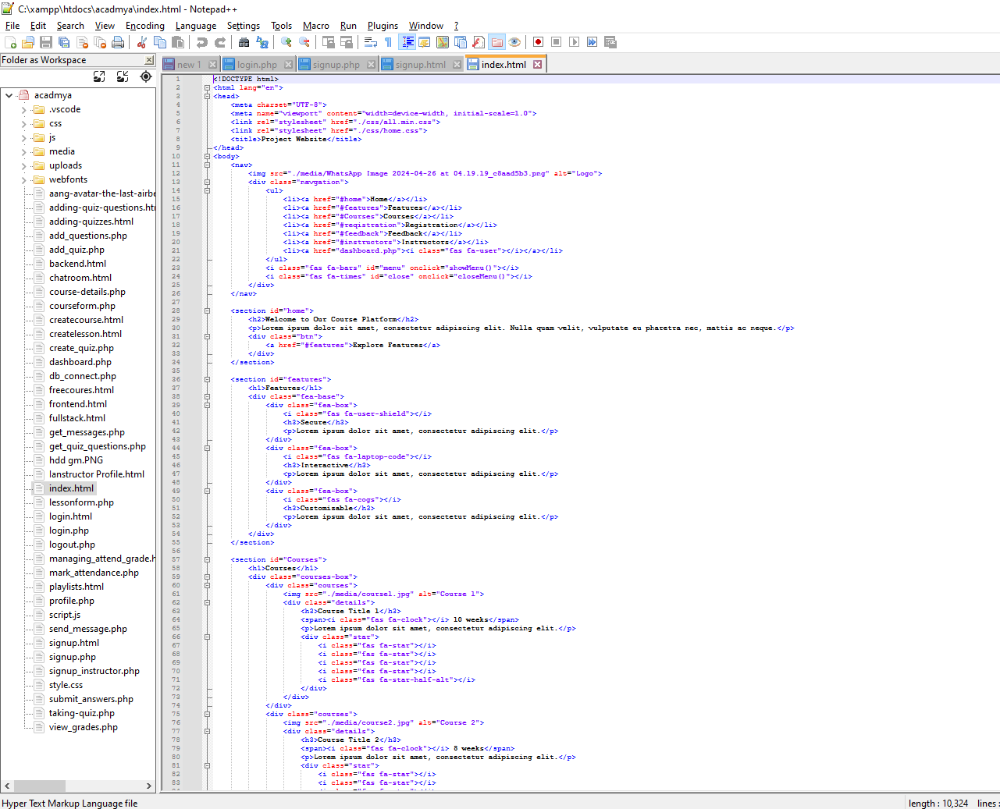 C:\xampp\htdocs\acadmya\index.html - Notepad++
File Edit Search View Encoding Language Settings Tools Macro Run Plugins Window ?
Folder as Workspace
new 1 login.php signup.php signup.html index.html
acadmya
.vscode
css
js
media
uploads
webfonts
aang-avatar-the-last-airbe
adding-quiz-questions.htr
adding-quizzes.html
add_questions.php
add_quiz.php
backend.html
chatroom.html
course-details.php
courseform.php
createcourse.html
createlesson.html
create_quiz.php
dashboard.php
db_connect.php
freecoures.html
frontend.html
fullstack.html
get_messages.php
get_quiz_questions.php
hdd gm.PNG
lanstructor Profile.html
index.html
lessonform.php
login.html
login.php
logout.php
managing_attend_grade.h
mark_attendance.php
playlists.html
profile.php
script.js
send_message.php
signup.html
signup.php
signup_instructor.php
style.css
submit_answers.php
taking-quiz.php
view_grades.php
1 <!DOCTYPE html>
2 <html lang="en">
3 <head>
4 <meta charset="UTF-8">
5 <meta name="viewport" content="width=device-width, initial-scale=1.0">
6 <link rel="stylesheet" href="./css/all.min.css">
7 <link rel="stylesheet" href="./css/home.css">
8 <title>Project Website</title>
9 </head>
10 <body>
11 <nav>
12 <img src="./media/WhatsApp Image 2024-04-26 at 04.19.19_c8aad5b3.png" alt="Logo">
13 <div class="navgation">
14 <ul>
15 <li><a href="#home">Home</a></li>
16 <li><a href="#features">Features</a></li>
17 <li><a href="#Courses">Courses</a></li>
18 <li><a href="#reqistration">Registration</a></li>
19 <li><a href="#feedback">Feedback</a></li>
20 <li><a href="#instructors">Instructors</a></li>
21 <li><a href="dashboard.php"><i class="fas fa-user"></i></a></li>
22 </ul>
23 <i class="fas fa-bars" id="menu" onclick="showMenu()"></i>
24 <i class="fas fa-times" id="close" onclick="closeMenu()"></i>
25 </div>
26 </nav>
27
28 <section id="home">
29 <h2>Welcome to Our Course Platform</h2>
30 <p>Lorem ipsum dolor sit amet, consectetur adipiscing elit. Nulla quam velit, vulputate eu pharetra nec, mattis ac neque.</p>
31 <div class="btn">
32 <a href="#features">Explore Features</a>
33 </div>
34 </section>
35
36 <section id="features">
37 <h1>Features</h1>
38 <div class="fea-base">
39 <div class="fea-box">
40 <i class="fas fa-user-shield"></i>
41 <h3>Secure</h3>
42 <p>Lorem ipsum dolor sit amet, consectetur adipiscing elit.</p>
43 </div>
44 <div class="fea-box">
45 <i class="fas fa-laptop-code"></i>
46 <h3>Interactive</h3>
47 <p>Lorem ipsum dolor sit amet, consectetur adipiscing elit.</p>
48 </div>
49 <div class="fea-box">
50 <i class="fas fa-cogs"></i>
51 <h3>Customizable</h3>
52 <p>Lorem ipsum dolor sit amet, consectetur adipiscing elit.</p>
53 </div>
54 </div>
55 </section>
56
57 <section id="Courses">
58 <h1>Courses</h1>
59 <div class="courses-box">
60 <div class="courses">
61 <img src="./media/course1.jpg" alt="Course 1">
62 <div class="details">
63 <h3>Course Title 1</h3>
64 <span><i class="fas fa-clock"></i> 10 weeks</span>
65 <p>Lorem ipsum dolor sit amet, consectetur adipiscing elit.</p>
66 <div class="star">
67 <i class="fas fa-star"></i>
68 <i class="fas fa-star"></i>
69 <i class="fas fa-star"></i>
70 <i class="fas fa-star"></i>
71 <i class="fas fa-star-half-alt"></i>
72 </div>
73 </div>
74 </div>
75 <div class="courses">
76 <img src="./media/course2.jpg" alt="Course 2">
77 <div class="details">
78 <h3>Course Title 2</h3>
79 <span><i class="fas fa-clock"></i> 8 weeks</span>
80 <p>Lorem ipsum dolor sit amet, consectetur adipiscing elit.</p>
81 <div class="star">
82 <i class="fas fa-star"></i>
83 <i class="fas fa-star"></i>
Hyper Text Markup Language file length : 10,324 lines :